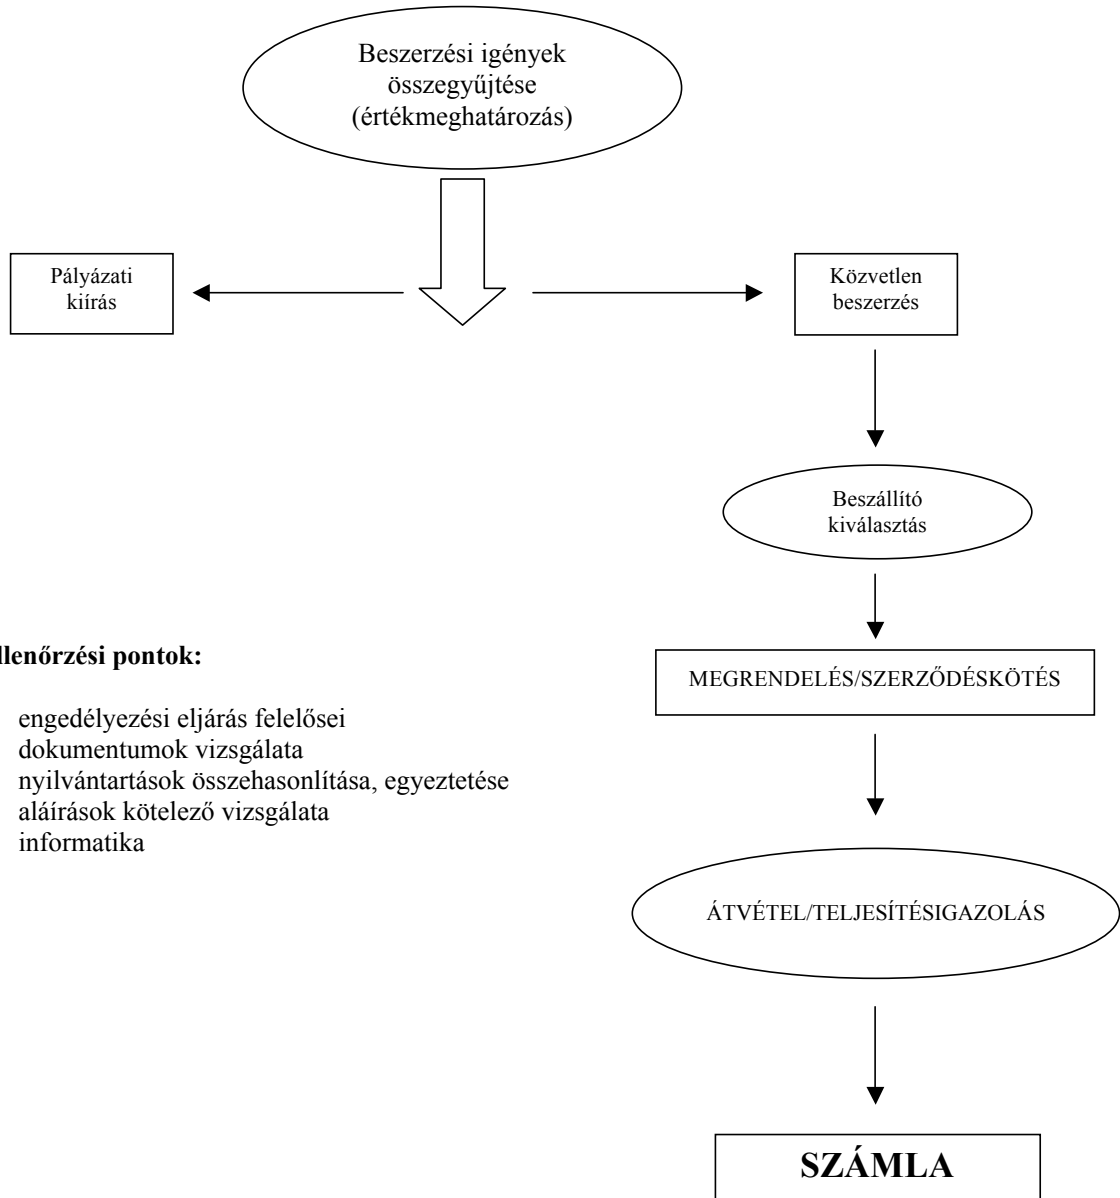 Beszerzési igények
összegyűjtése
(értékmeghatározás)
Pályázati
kiírás
Közvetlen
beszerzés
Beszállító
kiválasztás
llenőrzési pontok:
engedélyezési eljárás felelősei
dokumentumok vizsgálata
nyilvántartások összehasonlítása, egyeztetése
aláírások kötelező vizsgálata
informatika
MEGRENDELÉS/SZERZŐDÉSKÖTÉS
ÁTVÉTEL/TELJESÍTÉSIGAZOLÁS
SZÁMLA